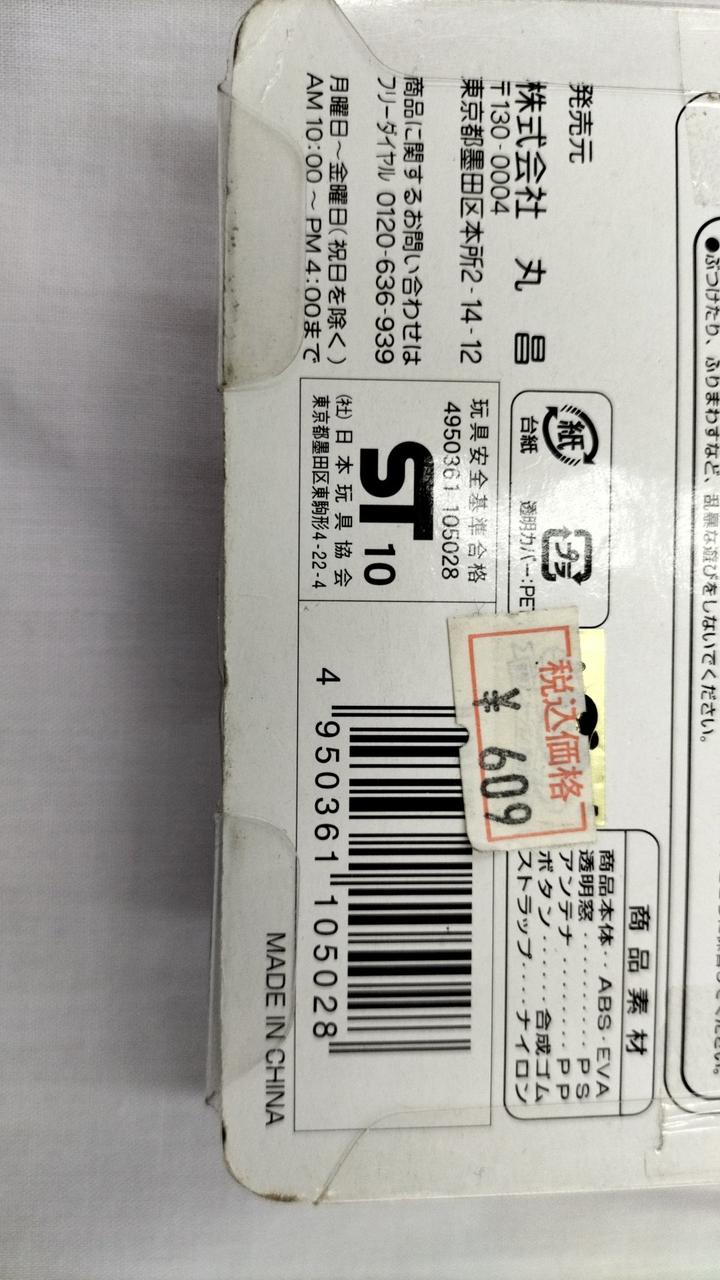 ●ぶつけたり、ふりまわすなど、乱暴な遊びをしないでください。
発売元
株式会社 丸昌
〒130-0004
東京都墨田区本所2-14-12
商品に関するお問い合わせは
フリーダイヤル 0120-636-939
月曜日～金曜日(祝日を除く)
AM 10:00 ～ PM 4:00まで
紙
台紙
プラ
透明カバー:PET
玩具安全基準合格
4950361 105028
ST 10
(社)日本玩具協会
東京都墨田区東駒形4-22-4
税込価格
¥ 609
商品素材
商品本体‥ABS・EVA
透明窓‥‥‥‥‥PS
アンテナ‥‥‥‥PP
ボタン‥‥‥合成ゴム
ストラップ‥‥ナイロン
4 950361 105028
MADE IN CHINA